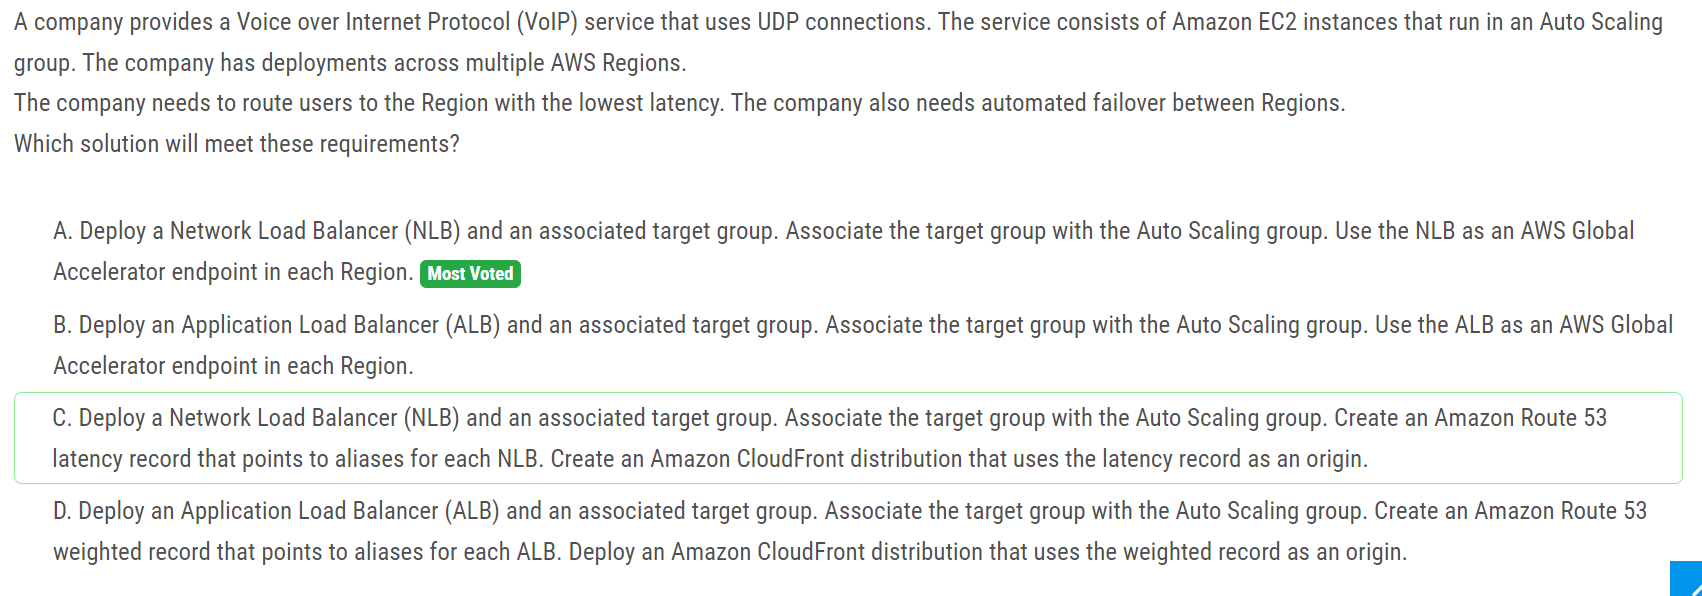 A company provides a Voice over Internet Protocol (VoIP) service that uses UDP connections. The service consists of Amazon EC2 instances that run in an Auto Scaling
group. The company has deployments across multiple AWS Regions.
The company needs to route users to the Region with the lowest latency. The company also needs automated failover between Regions.
Which solution will meet these requirements?
A. Deploy a Network Load Balancer (NLB) and an associated target group. Associate the target group with the Auto Scaling group. Use the NLB as an AWS Global
Accelerator endpoint in each Region. Most Voted
B. Deploy an Application Load Balancer (ALB) and an associated target group. Associate the target group with the Auto Scaling group. Use the ALB as an AWS Global
Accelerator endpoint in each Region.
C. Deploy a Network Load Balancer (NLB) and an associated target group. Associate the target group with the Auto Scaling group. Create an Amazon Route 53
latency record that points to aliases for each NLB. Create an Amazon CloudFront distribution that uses the latency record as an origin.
D. Deploy an Application Load Balancer (ALB) and an associated target group. Associate the target group with the Auto Scaling group. Create an Amazon Route 53
weighted record that points to aliases for each ALB. Deploy an Amazon CloudFront distribution that uses the weighted record as an origin.